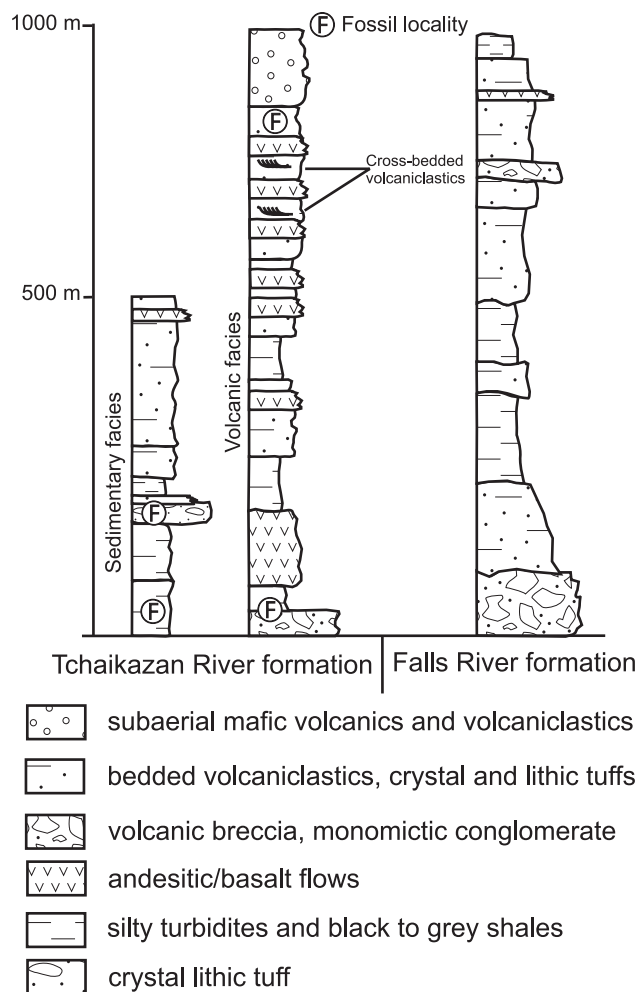 1000 m
F Fossil locality
F
Cross-bedded
volcaniclastics
500 m
Sedimentary facies
Volcanic facies
F
F
F
Tchaikazan River formation
Falls River formation
subaerial mafic volcanics and volcaniclastics
bedded volcaniclastics, crystal and lithic tuffs
volcanic breccia, monomictic conglomerate
andesitic/basalt flows
silty turbidites and black to grey shales
crystal lithic tuff